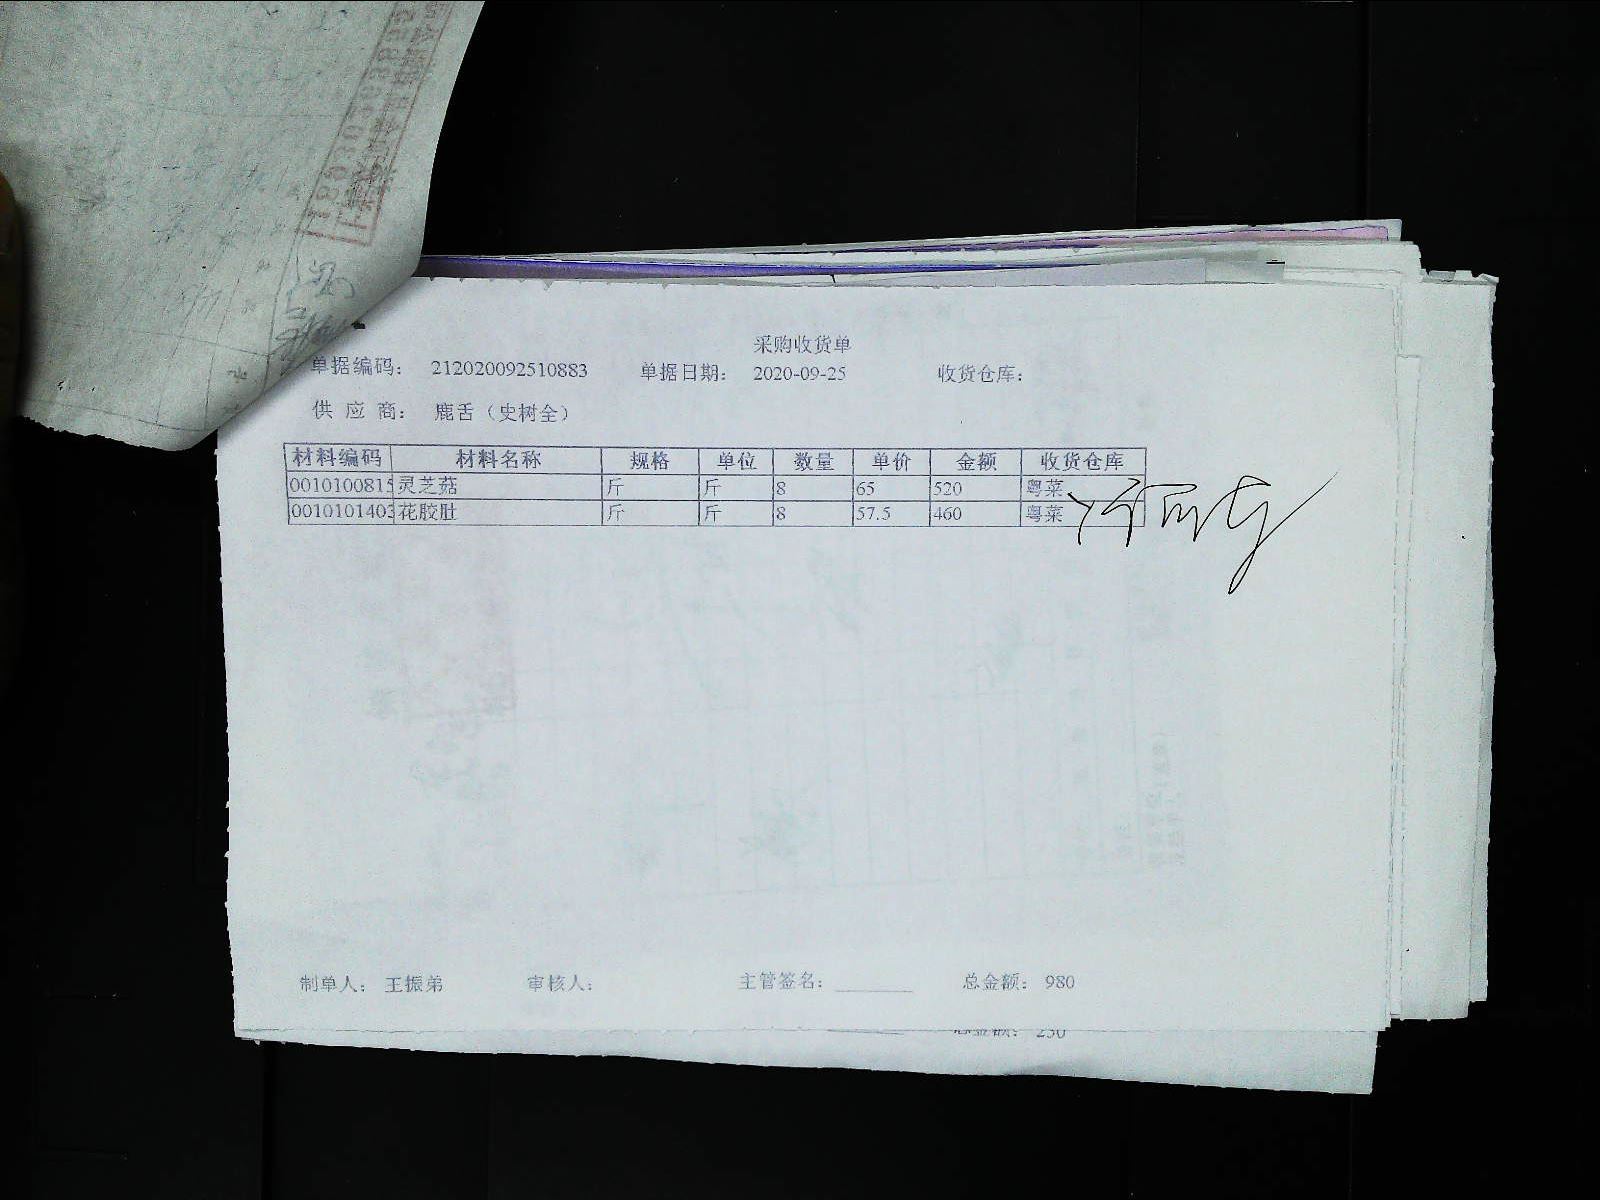 采购收货单
单据编码： 212020092510883 单据日期： 2020-09-25 收货仓库：
供 应 商： 鹿舌（史树全）
材料编码 材料名称 规格 单位 数量 单价 金额 收货仓库
0010100815 灵芝菇 斤 斤 8 65 520 粤菜
0010101403 花胶肚 斤 斤 8 57.5 460 粤菜
制单人： 王振弟 审核人： 主管签名： 总金额： 980
总金额： 230